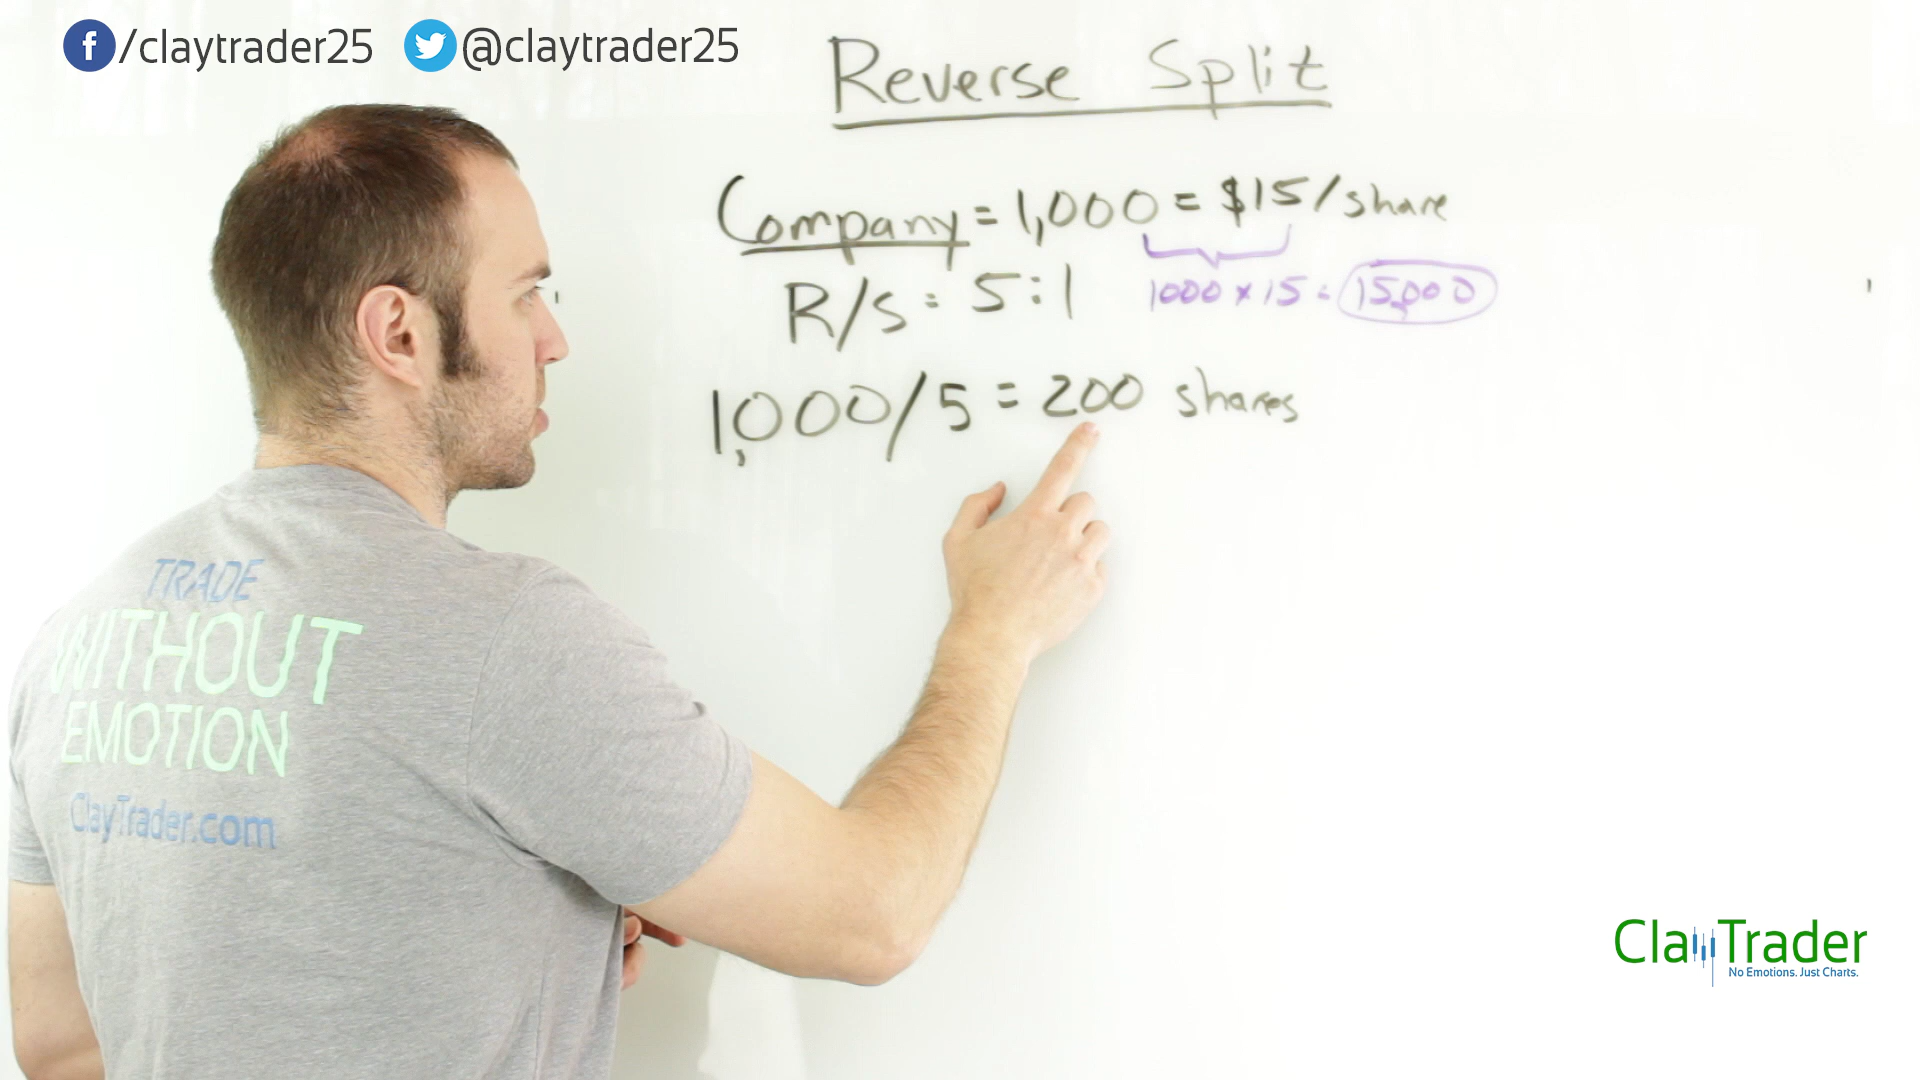 f/claytrader25 @claytrader25
Reverse Split
Company = 1,000 = $15/share
R/S = 5:1
1000 x 15 = 15,000
1,000/5 = 200 shares
TRADE
WITHOUT
EMOTION
ClayTrader.com
ClayTrader
No Emotions. Just Charts.